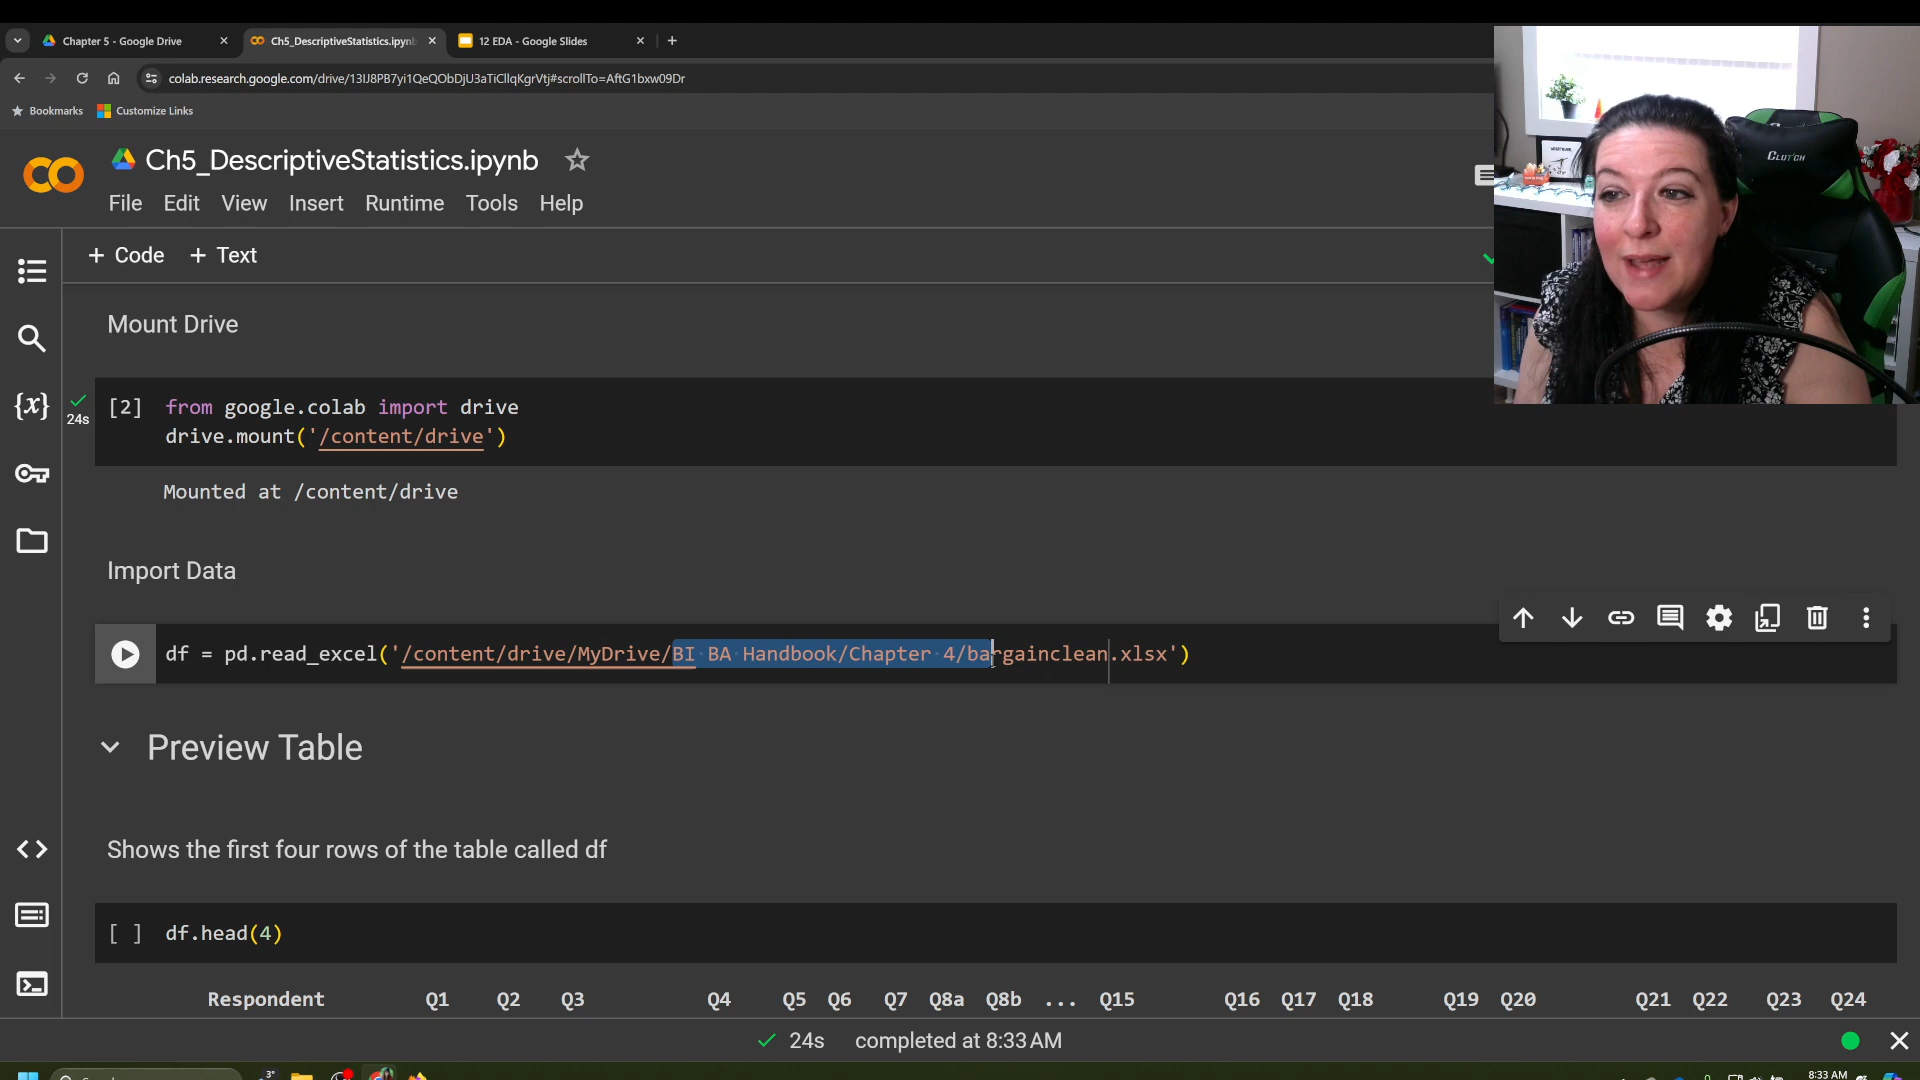 Chapter 5 - Google Drive
Ch5_DescriptiveStatistics.ipynb
12 EDA - Google Slides
colab.research.google.com/drive/13IJ8PB7yi1QeQObDjU3aTiCllqKgrVtj#scrollTo=AftG1bxw09Dr
Bookmarks
Customize Links
Ch5_DescriptiveStatistics.ipynb
File Edit View Insert Runtime Tools Help
+ Code + Text
CLUTCH
Mount Drive
[2] from google.colab import drive
24s
drive.mount('/content/drive')
Mounted at /content/drive
Import Data
df = pd.read_excel('/content/drive/MyDrive/BI BA Handbook/Chapter 4/bargainclean.xlsx')
Preview Table
Shows the first four rows of the table called df
[ ] df.head(4)
Respondent Q1 Q2 Q3 Q4 Q5 Q6 Q7 Q8a Q8b ... Q15 Q16 Q17 Q18 Q19 Q20 Q21 Q22 Q23 Q24
24s completed at 8:33 AM
3°
8:33 AM